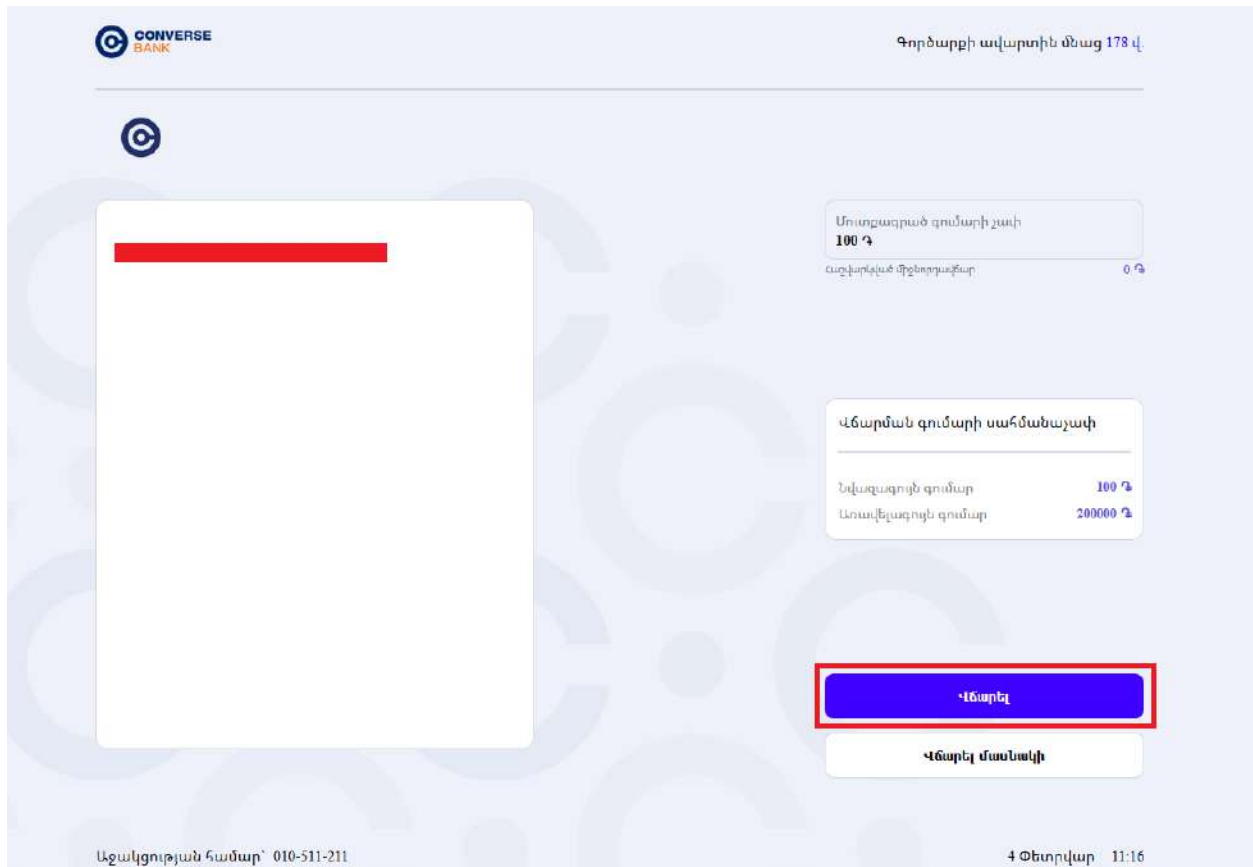 CONVERSE
BANK
Գործարքի ավարտին մնաց 178 վ.
Մուտքագրած գումարի չափ
100 ֏
Հաշվարկված միջնորդավճար 0 ֏
Վճարման գումարի սահմանաչափ
Նվազագույն գումար 100 ֏
Առավելագույն գումար 200000 ֏
Վճարել
Վճարել մասնակի
Աջակցության համար՝ 010-511-211
4 Փետրվար 11:16